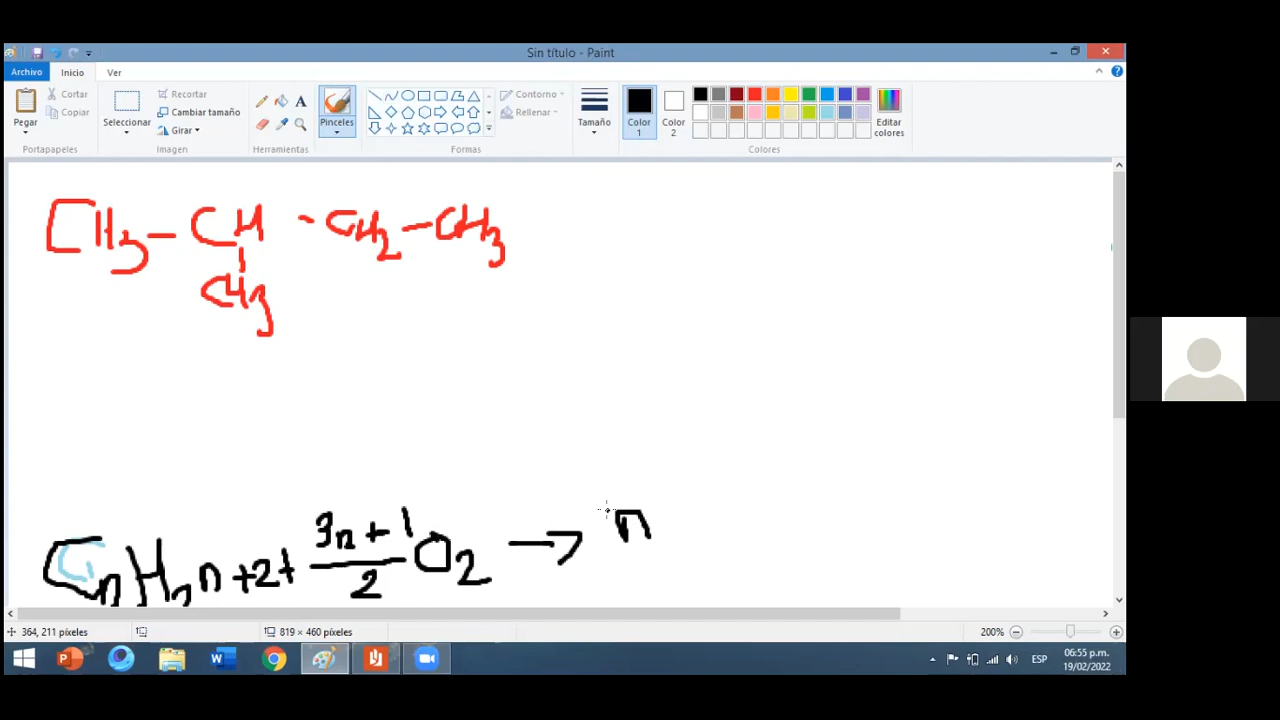 Sin título - Paint
Archivo Inicio Ver
Pegar Cortar Copiar
Portapapeles
Seleccionar Recortar Cambiar tamaño Girar
Imagen
A
Herramientas
Pinceles
Contorno Rellenar
Formas
Tamaño
Color 1 Color 2
Editar colores
Colores
CH3 - CH - CH2 - CH3
CH3
CnH2n+2 + 3n+1/2 O2 → n
364, 211 píxeles 819 × 460 píxeles 200%
ESP 06:55 p.m.
19/02/2022